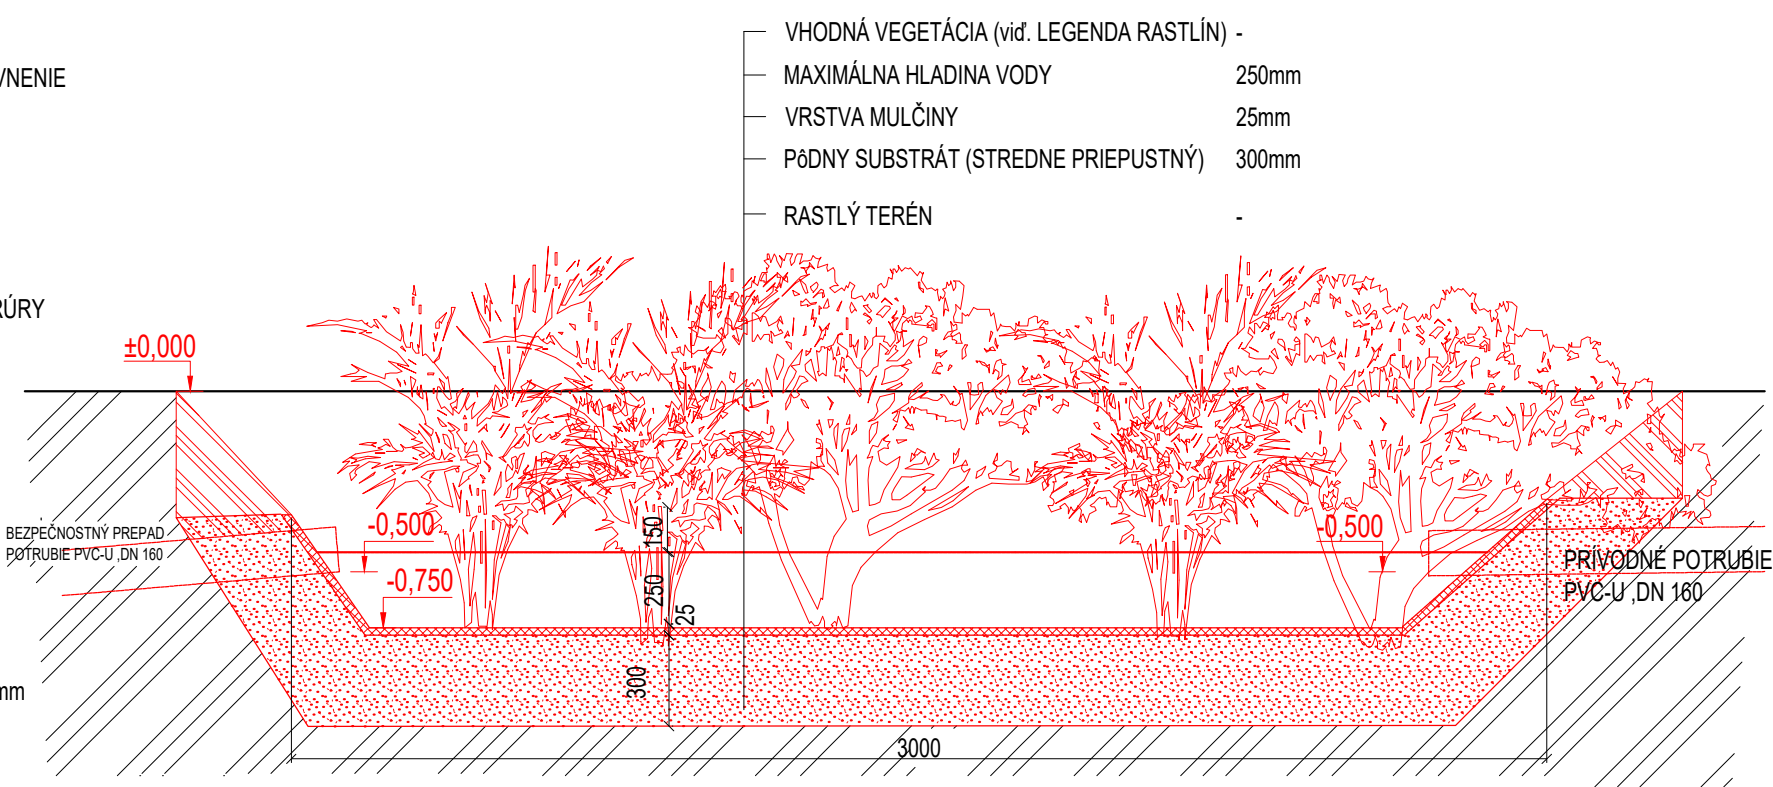 VHODNÁ VEGETÁCIA (viď. LEGENDA RASTLÍN) -
MAXIMÁLNA HLADINA VODY 250mm
VRSTVA MULČINY 25mm
PôDNY SUBSTRÁT (STREDNE PRIEPUSTNÝ) 300mm
RASTLÝ TERÉN -
VNENIE
RÚRY
±0,000
BEZPEČNOSTNÝ PREPAD
POTRUBIE PVC-U ,DN 160
-0,500
-0,750
150
250
25
300
-0,500
PRÍVODNÉ POTRUBIE
PVC-U ,DN 160
mm
3000